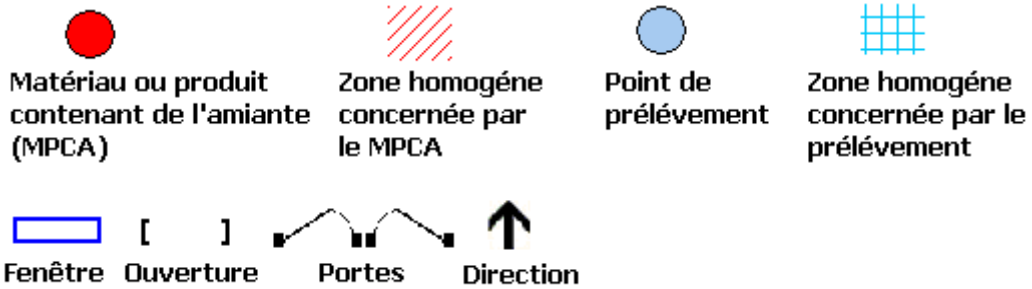 Matériau ou produit
contenant de l'amiante
(MPCA)
Zone homogéne
concernée par
le MPCA
Point de
prélévement
Zone homogéne
concernée par le
prélévement
[ ]
Fenêtre Ouverture Portes Direction